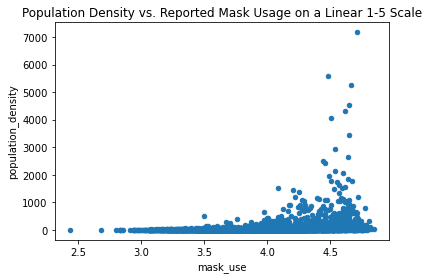 Population Density vs. Reported Mask Usage on a Linear 1-5 Scale
7000
6000
5000
4000
3000
2000
1000
0
population_density
2.5 3.0 3.5 4.0 4.5
mask_use